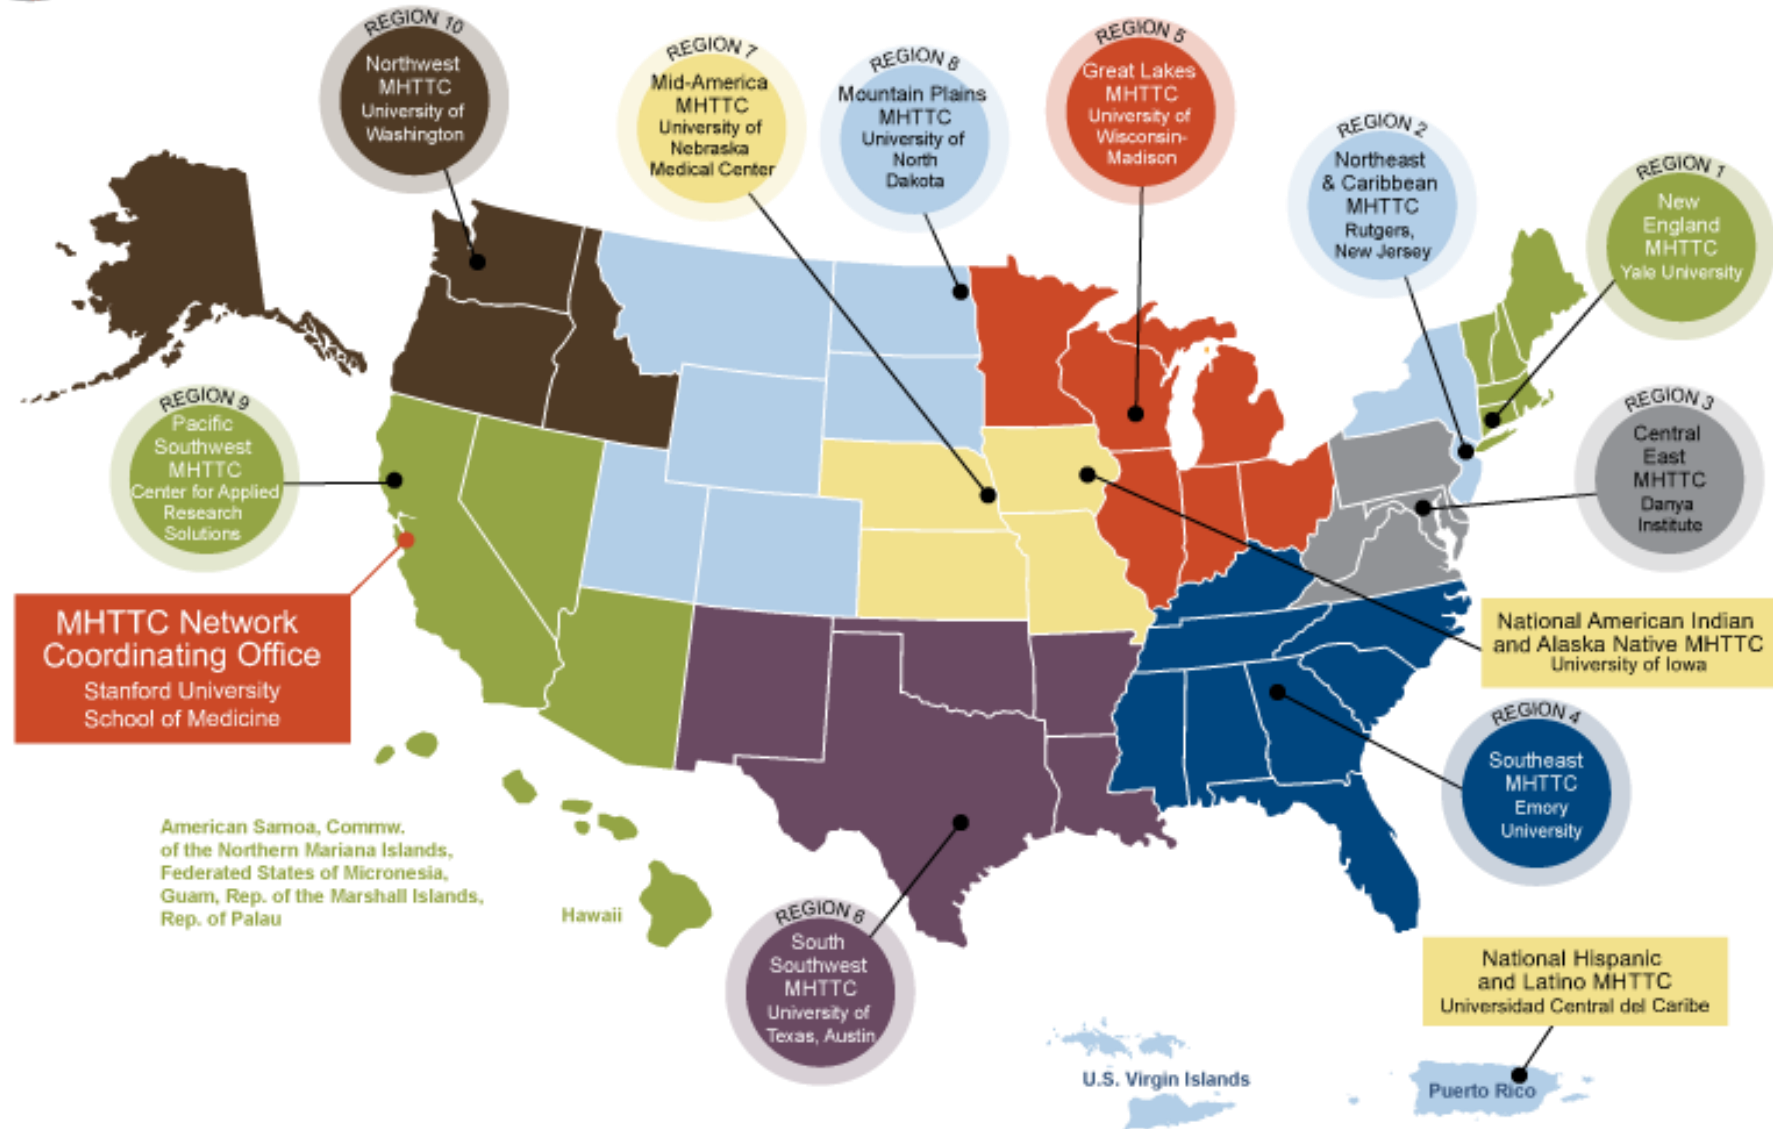 REGION 10
Northwest
MHTTC
University of
Washington
REGION 7
Mid-America
MHTTC
University of
Nebraska
Medical Center
REGION 8
Mountain Plains
MHTTC
University of
North
Dakota
REGION 5
Great Lakes
MHTTC
University of
Wisconsin-
Madison
REGION 2
Northeast
& Caribbean
MHTTC
Rutgers,
New Jersey
REGION 1
New
England
MHTTC
Yale University
REGION 9
Pacific
Southwest
MHTTC
Center for Applied
Research
Solutions
REGION 3
Central
East
MHTTC
Danya
Institute
MHTTC Network
Coordinating Office
Stanford University
School of Medicine
National American Indian
and Alaska Native MHTTC
University of Iowa
REGION 4
Southeast
MHTTC
Emory
University
American Samoa, Commw.
of the Northern Mariana Islands,
Federated States of Micronesia,
Guam, Rep. of the Marshall Islands,
Rep. of Palau
Hawaii
REGION 6
South
Southwest
MHTTC
University of
Texas, Austin
National Hispanic
and Latino MHTTC
Universidad Central del Caribe
U.S. Virgin Islands
Puerto Rico